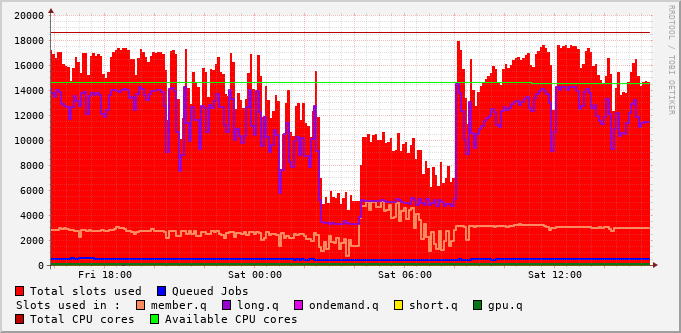 20000
18000
16000
14000
12000
10000
8000
6000
4000
2000
0
Fri 18:00 Sat 00:00 Sat 06:00 Sat 12:00
RRDTOOL / TOBI OETIKER
Total slots used Queued Jobs
Slots used in : member.q long.q ondemand.q short.q gpu.q
Total CPU cores Available CPU cores